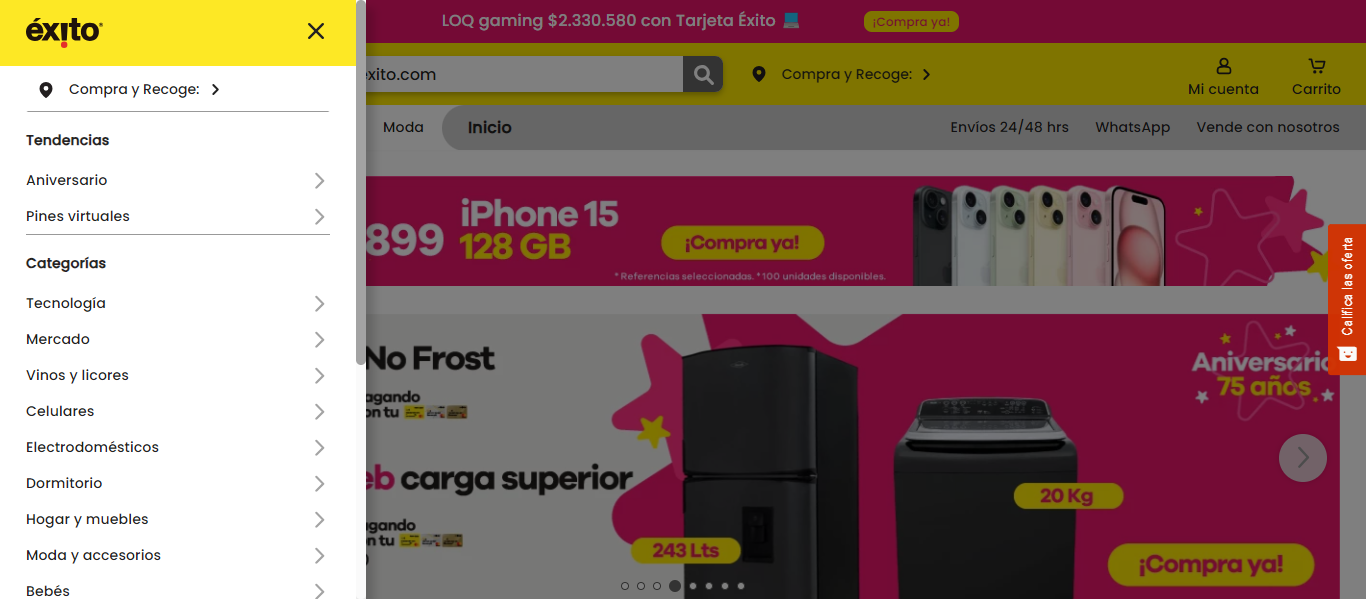 éxito
Compra y Recoge:
Tendencias
Aniversario
Pines virtuales
Categorías
Tecnología
Mercado
Vinos y licores
Celulares
Electrodomésticos
Dormitorio
Hogar y muebles
Moda y accesorios
Bebés
LOQ gaming $2.330.580 con Tarjeta Éxito
¡Compra ya!
exito.com
Compra y Recoge:
Mi cuenta
Carrito
Moda
Inicio
Envíos 24/48 hrs
WhatsApp
Vende con nosotros
899
iPhone 15
128 GB
¡Compra ya!
* Referencias seleccionadas. *100 unidades disponibles.
No Frost
agando
on tu
eb carga superior
agando
on tu
243 Lts
20 Kg
Aniversario
75 años
¡Compra ya!
Califica las oferta